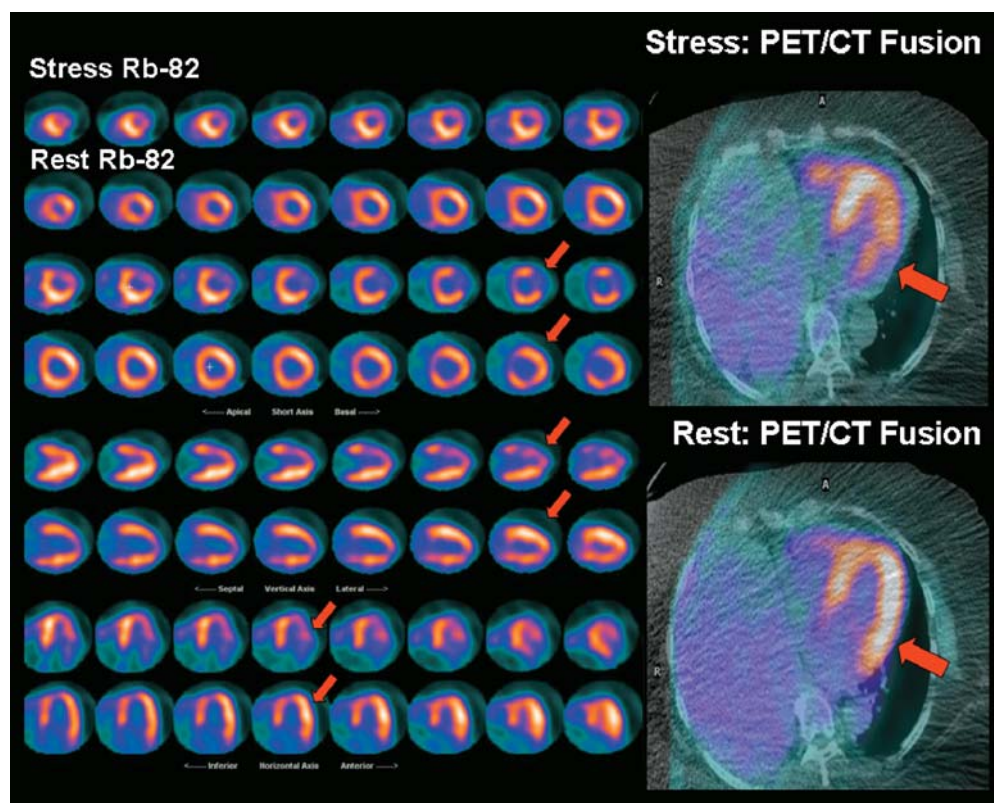 Stress: PET/CT Fusion
Stress Rb-82
A
R
Rest Rb-82
<----- Apical Short Axis Basal ----->
<----- Septal Vertical Axis Lateral ----->
<----- Inferior Horizontal Axis Anterior ----->
Rest: PET/CT Fusion
A
R